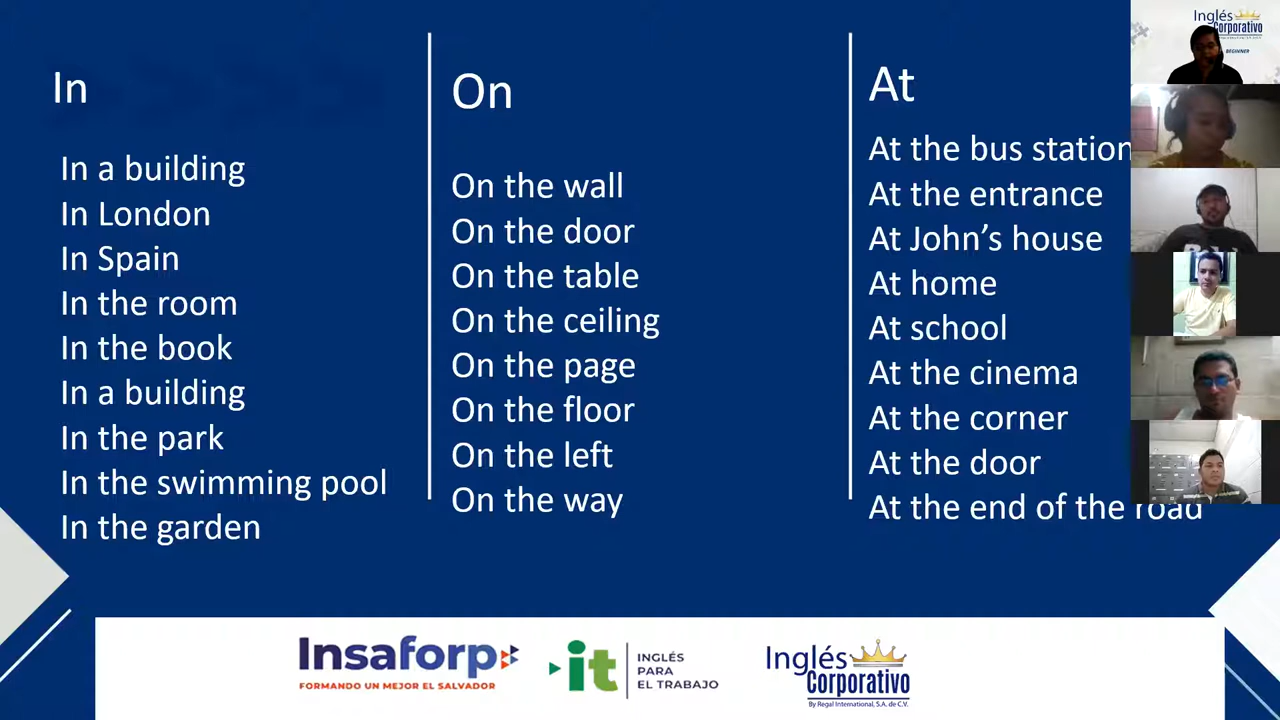 In
In a building
In London
In Spain
In the room
In the book
In a building
In the park
In the swimming pool
In the garden
On
On the wall
On the door
On the table
On the ceiling
On the page
On the floor
On the left
On the way
At
At the bus station
At the entrance
At John’s house
At home
At school
At the cinema
At the corner
At the door
At the end of the road
Inglés
Corporativo
BEGINNER
Insaforp
FORMANDO UN MEJOR EL SALVADOR
it
INGLÉS
PARA
EL TRABAJO
Inglés
Corporativo
By Regal International, S.A. de C.V.